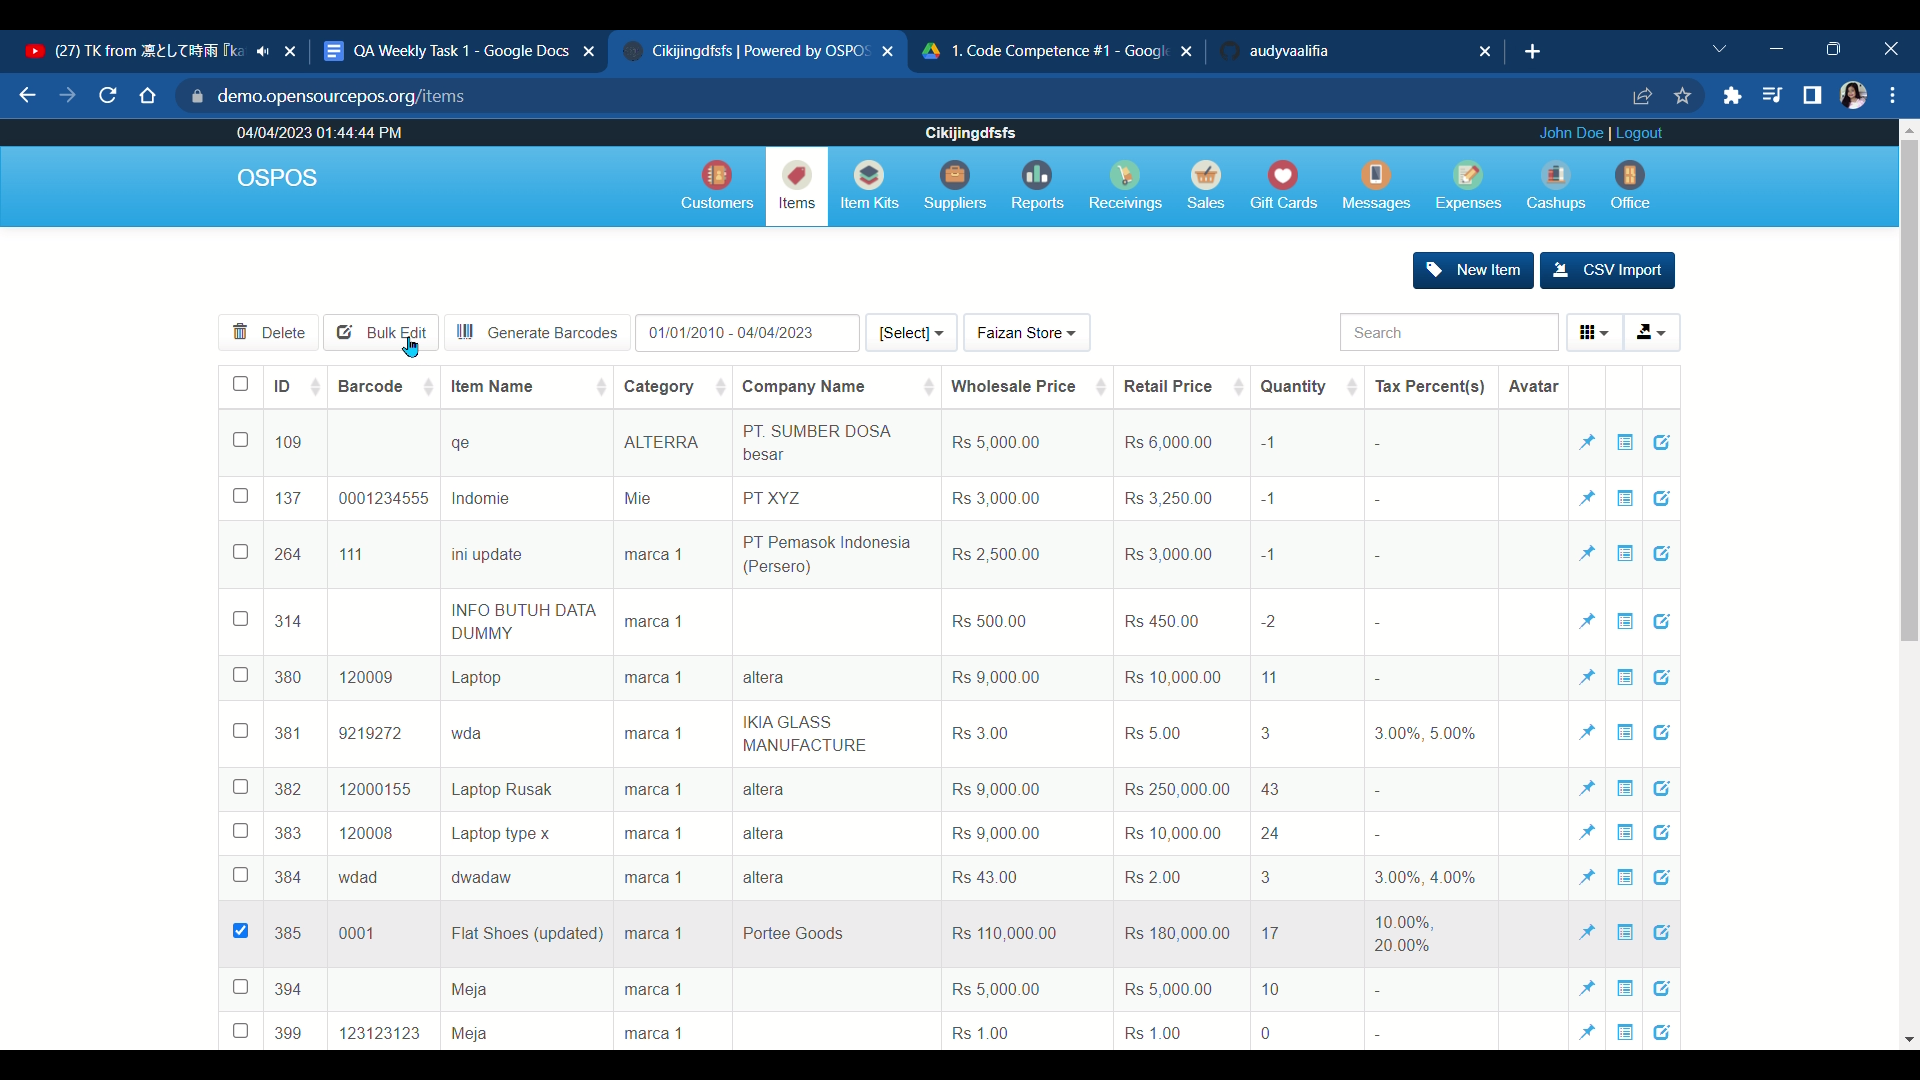 (27) TK from 凛として時雨『ka
QA Weekly Task 1 - Google Docs
Cikijingdfsfs | Powered by OSPOS
1. Code Competence #1 - Google
audyvaalifia
demo.opensourcepos.org/items
04/04/2023 01:44:44 PM
Cikijingdfsfs
John Doe | Logout
OSPOS
Customers
Items
Item Kits
Suppliers
Reports
Receivings
Sales
Gift Cards
Messages
Expenses
Cashups
Office
New Item
CSV Import
Delete
Bulk Edit
Generate Barcodes
01/01/2010 - 04/04/2023
[Select]
Faizan Store
Search
ID Barcode Item Name Category Company Name Wholesale Price Retail Price Quantity Tax Percent(s) Avatar
109 qe ALTERRA PT. SUMBER DOSA
besar Rs 5,000.00 Rs 6,000.00 -1 -
137 0001234555 Indomie Mie PT XYZ Rs 3,000.00 Rs 3,250.00 -1 -
264 111 ini update marca 1 PT Pemasok Indonesia
(Persero) Rs 2,500.00 Rs 3,000.00 -1 -
314 INFO BUTUH DATA
DUMMY marca 1 Rs 500.00 Rs 450.00 -2 -
380 120009 Laptop marca 1 altera Rs 9,000.00 Rs 10,000.00 11 -
381 9219272 wda marca 1 IKIA GLASS
MANUFACTURE Rs 3.00 Rs 5.00 3 3.00%, 5.00%
382 12000155 Laptop Rusak marca 1 altera Rs 9,000.00 Rs 250,000.00 43 -
383 120008 Laptop type x marca 1 altera Rs 9,000.00 Rs 10,000.00 24 -
384 wdad dwadaw marca 1 altera Rs 43.00 Rs 2.00 3 3.00%, 4.00%
385 0001 Flat Shoes (updated) marca 1 Portee Goods Rs 110,000.00 Rs 180,000.00 17 10.00%,
20.00%
394 Meja marca 1 Rs 5,000.00 Rs 5,000.00 10 -
399 123123123 Meja marca 1 Rs 1.00 Rs 1.00 0 -